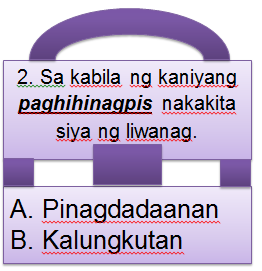 2. Sa kabila ng kaniyang
paghihinagpis nakakita
siya ng liwanag.
A. Pinagdadaanan
B. Kalungkutan